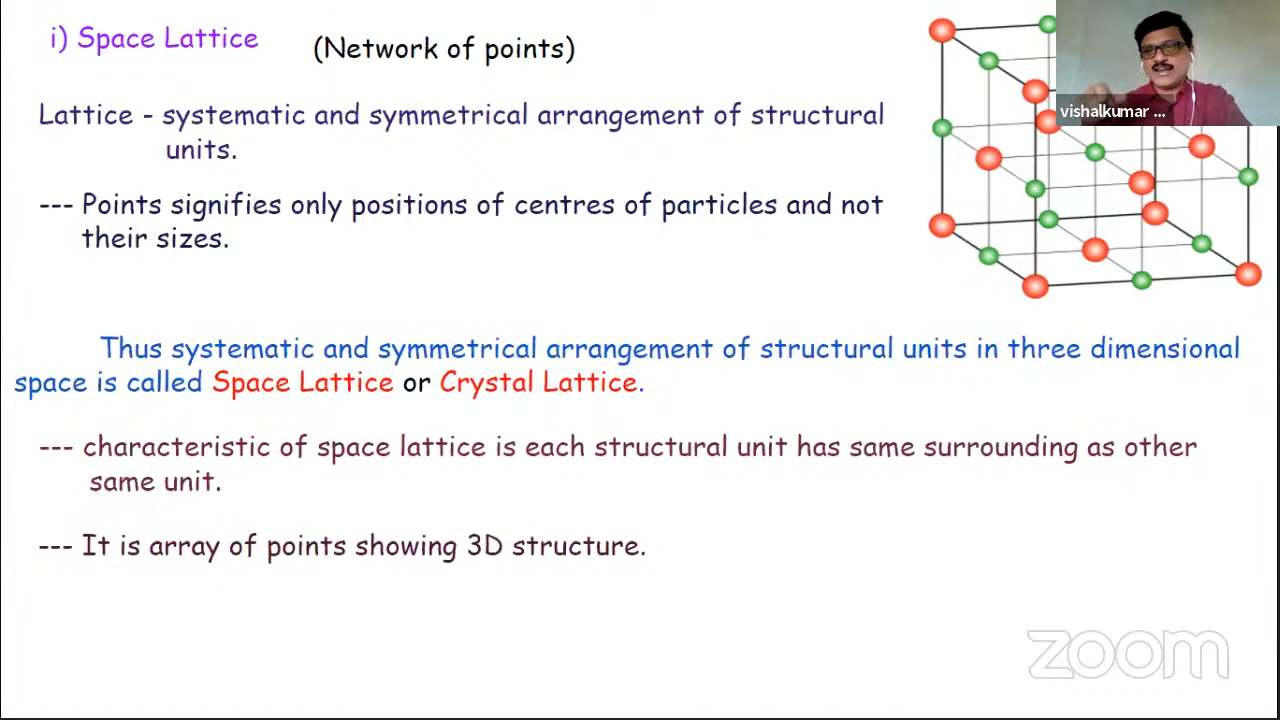 i) Space Lattice (Network of points)
vishalkumar ...
Lattice - systematic and symmetrical arrangement of structural
units.
--- Points signifies only positions of centres of particles and not
their sizes.
Thus systematic and symmetrical arrangement of structural units in three dimensional
space is called Space Lattice or Crystal Lattice.
--- characteristic of space lattice is each structural unit has same surrounding as other
same unit.
--- It is array of points showing 3D structure.
zoom